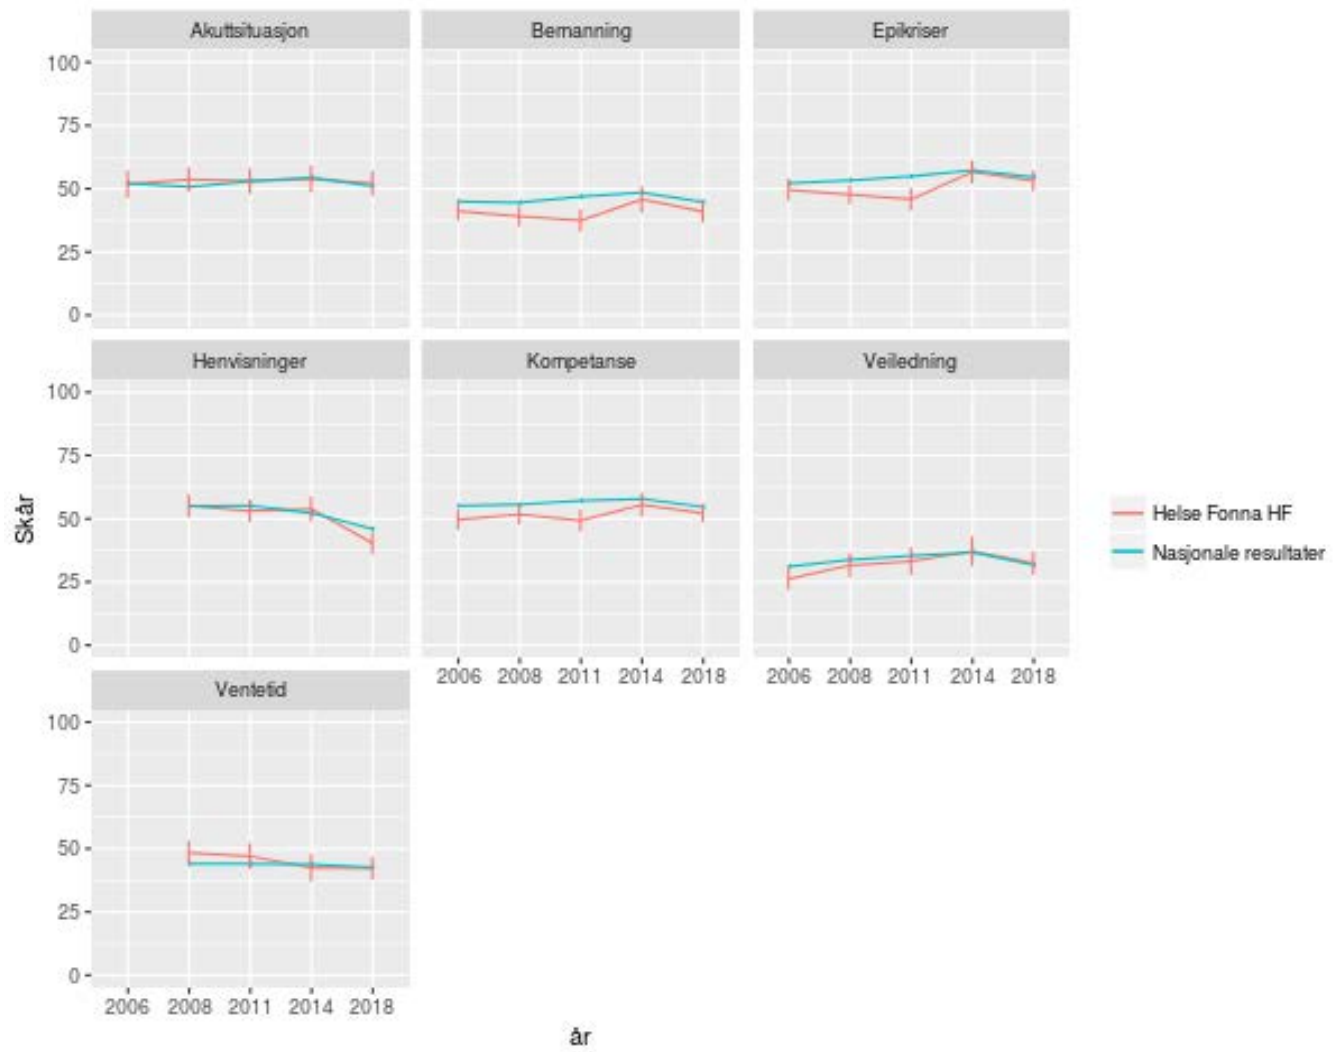 Akuttsituasjon
Bemanning
Epikriser
100
75
50
25
0
Henvisninger
Kompetanse
Veiledning
100
75
50
25
0
Skår
Helse Fonna HF
Nasjonale resultater
2006 2008 2011 2014 2018
2006 2008 2011 2014 2018
Ventetid
100
75
50
25
0
2006 2008 2011 2014 2018
år